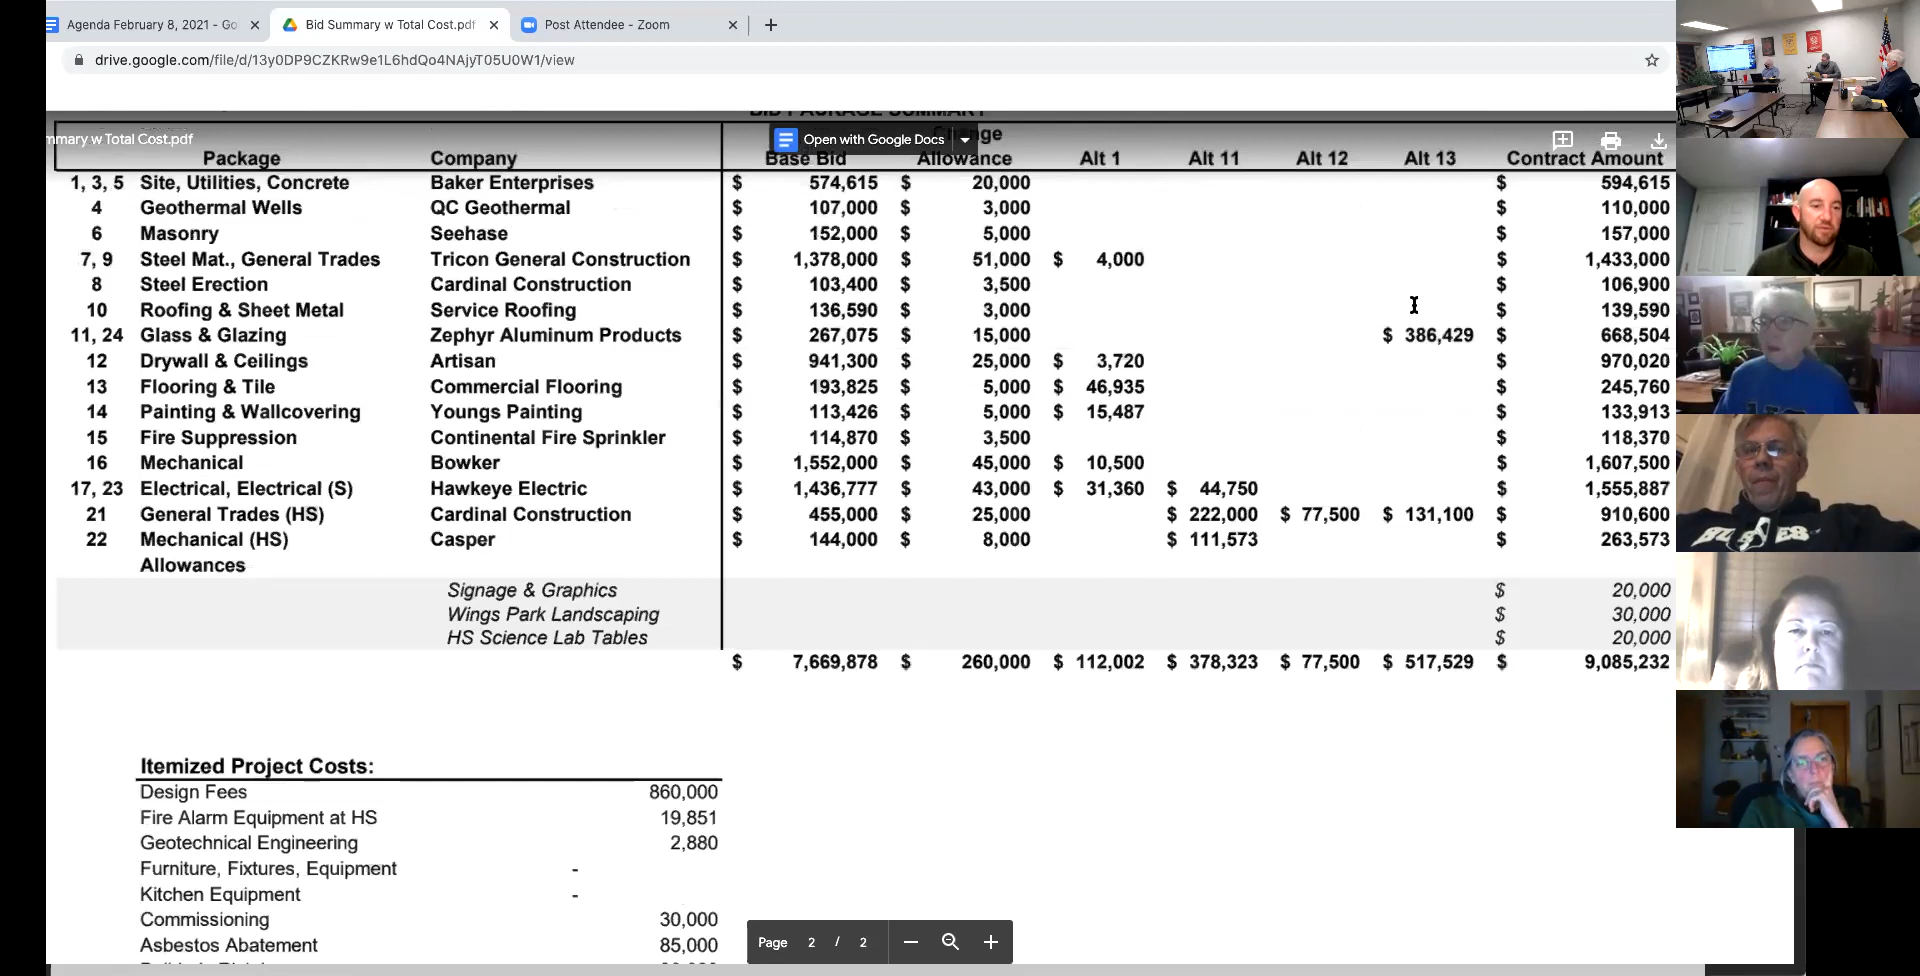 Agenda February 8, 2021 - Go
Bid Summary w Total Cost.pdf
Post Attendee - Zoom
drive.google.com/file/d/13y0DP9CZKRw9e1L6hdQo4NAjyT05U0W1/view
BID PACKAGE SUMMARY
mmary w Total Cost.pdf Open with Google Docs
Package Company Base Bid Allowance Alt 1 Alt 11 Alt 12 Alt 13 Contract Amount
1, 3, 5 Site, Utilities, Concrete Baker Enterprises $ 574,615 $ 20,000 $ 594,615
4 Geothermal Wells QC Geothermal $ 107,000 $ 3,000 $ 110,000
6 Masonry Seehase $ 152,000 $ 5,000 $ 157,000
7, 9 Steel Mat., General Trades Tricon General Construction $ 1,378,000 $ 51,000 $ 4,000 $ 1,433,000
8 Steel Erection Cardinal Construction $ 103,400 $ 3,500 $ 106,900
10 Roofing & Sheet Metal Service Roofing $ 136,590 $ 3,000 $ 139,590
11, 24 Glass & Glazing Zephyr Aluminum Products $ 267,075 $ 15,000 $ 386,429 $ 668,504
12 Drywall & Ceilings Artisan $ 941,300 $ 25,000 $ 3,720 $ 970,020
13 Flooring & Tile Commercial Flooring $ 193,825 $ 5,000 $ 46,935 $ 245,760
14 Painting & Wallcovering Youngs Painting $ 113,426 $ 5,000 $ 15,487 $ 133,913
15 Fire Suppression Continental Fire Sprinkler $ 114,870 $ 3,500 $ 118,370
16 Mechanical Bowker $ 1,552,000 $ 45,000 $ 10,500 $ 1,607,500
17, 23 Electrical, Electrical (S) Hawkeye Electric $ 1,436,777 $ 43,000 $ 31,360 $ 44,750 $ 1,555,887
21 General Trades (HS) Cardinal Construction $ 455,000 $ 25,000 $ 222,000 $ 77,500 $ 131,100 $ 910,600
22 Mechanical (HS) Casper $ 144,000 $ 8,000 $ 111,573 $ 263,573
Allowances
Signage & Graphics $ 20,000
Wings Park Landscaping $ 30,000
HS Science Lab Tables $ 20,000
$ 7,669,878 $ 260,000 $ 112,002 $ 378,323 $ 77,500 $ 517,529 $ 9,085,232
Itemized Project Costs:
Design Fees 860,000
Fire Alarm Equipment at HS 19,851
Geotechnical Engineering 2,880
Furniture, Fixtures, Equipment -
Kitchen Equipment -
Commissioning 30,000
Asbestos Abatement 85,000
Page 2 / 2